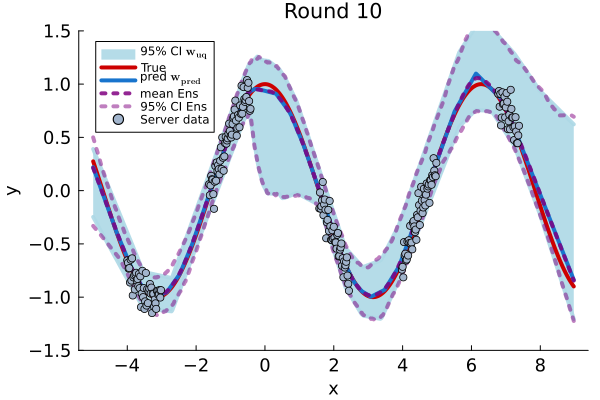 Round 10
95% CI w_uq
True
pred w_pred
mean Ens
95% CI Ens
Server data
y
1.5
1.0
0.5
0.0
−0.5
−1.0
−1.5
−4 −2 0 2 4 6 8
x